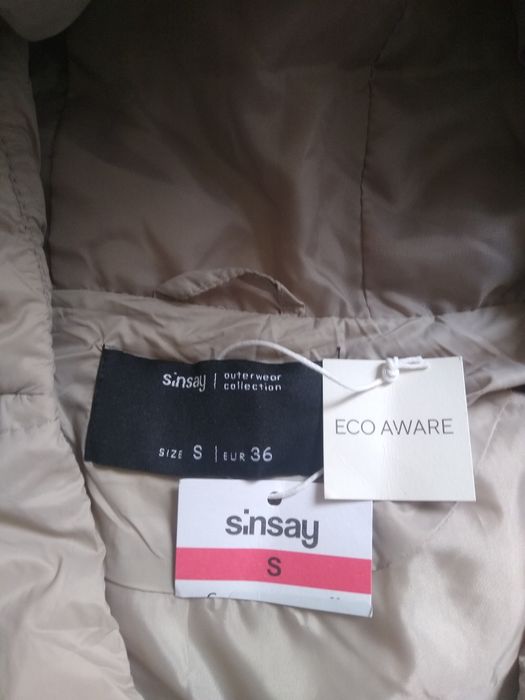 sinsay | outerwear
collection
SIZE S | EUR 36
ECO AWARE
sinsay
S